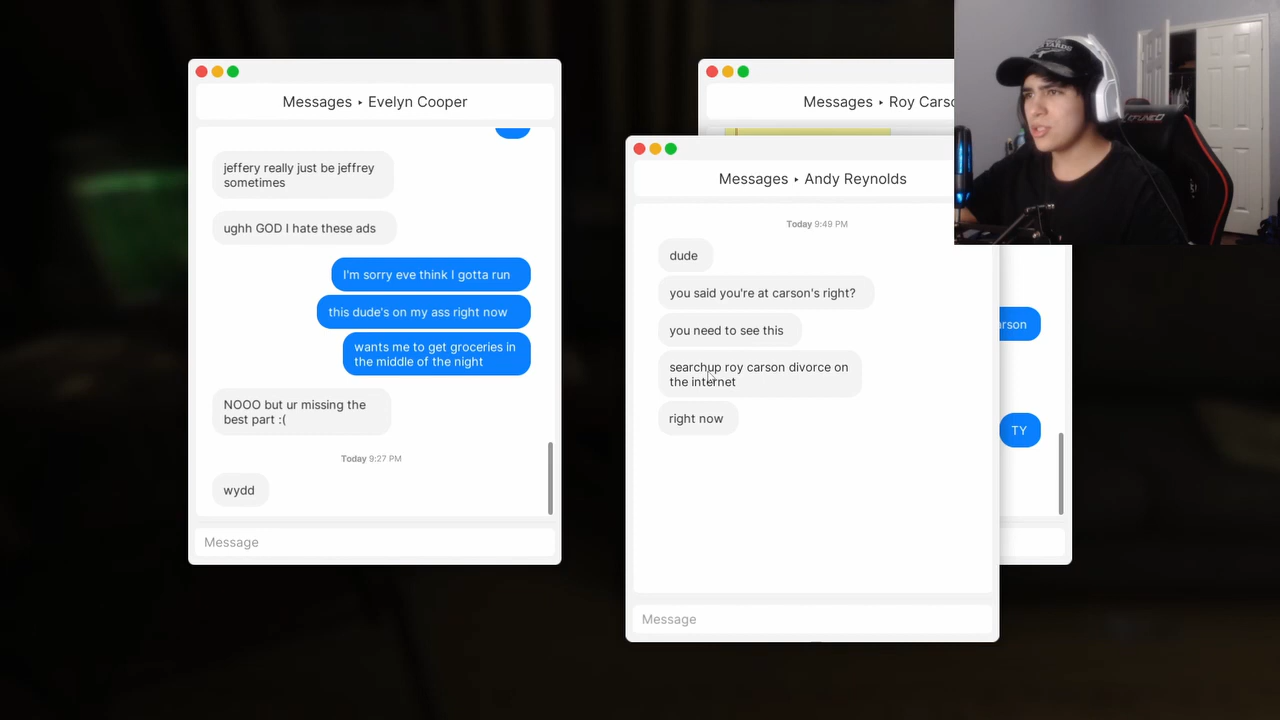 Messages ▸ Evelyn Cooper
jeffery really just be jeffrey
sometimes
ughh GOD I hate these ads
I'm sorry eve think I gotta run
this dude's on my ass right now
wants me to get groceries in
the middle of the night
NOOO but ur missing the
best part :(
Today 9:27 PM
wydd
Message
Messages ▸ Roy Carso
arson
TY
Messages ▸ Andy Reynolds
Today 9:49 PM
dude
you said you're at carson's right?
you need to see this
searchup roy carson divorce on
the internet
right now
Message